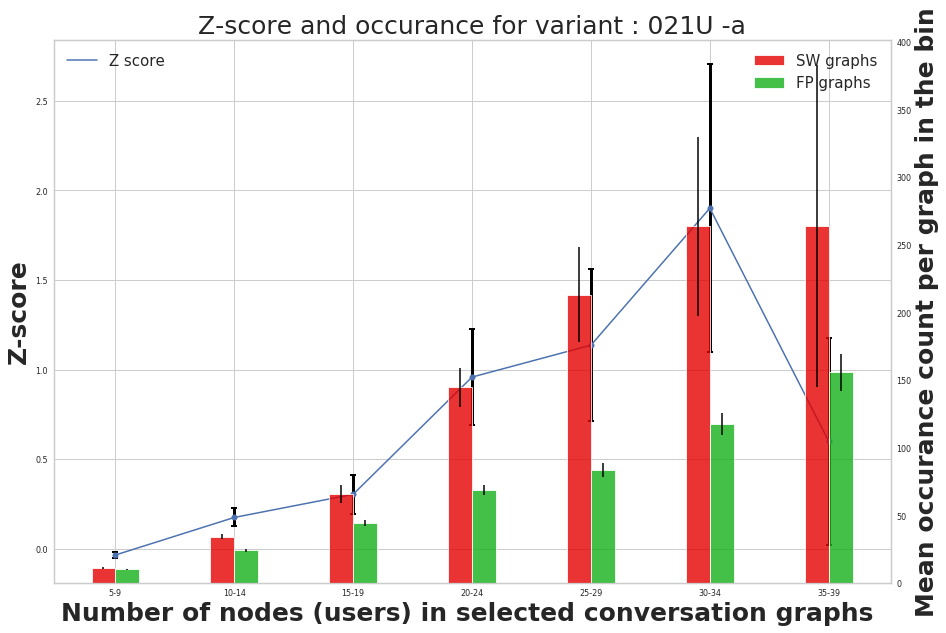 Z-score and occurance for variant : 021U -a
Z score
SW graphs
FP graphs
Z-score
2.5
2.0
1.5
1.0
0.5
0.0
400
350
300
250
200
150
100
50
0
Mean occurance count per graph in the bin
5-9 10-14 15-19 20-24 25-29 30-34 35-39
Number of nodes (users) in selected conversation graphs